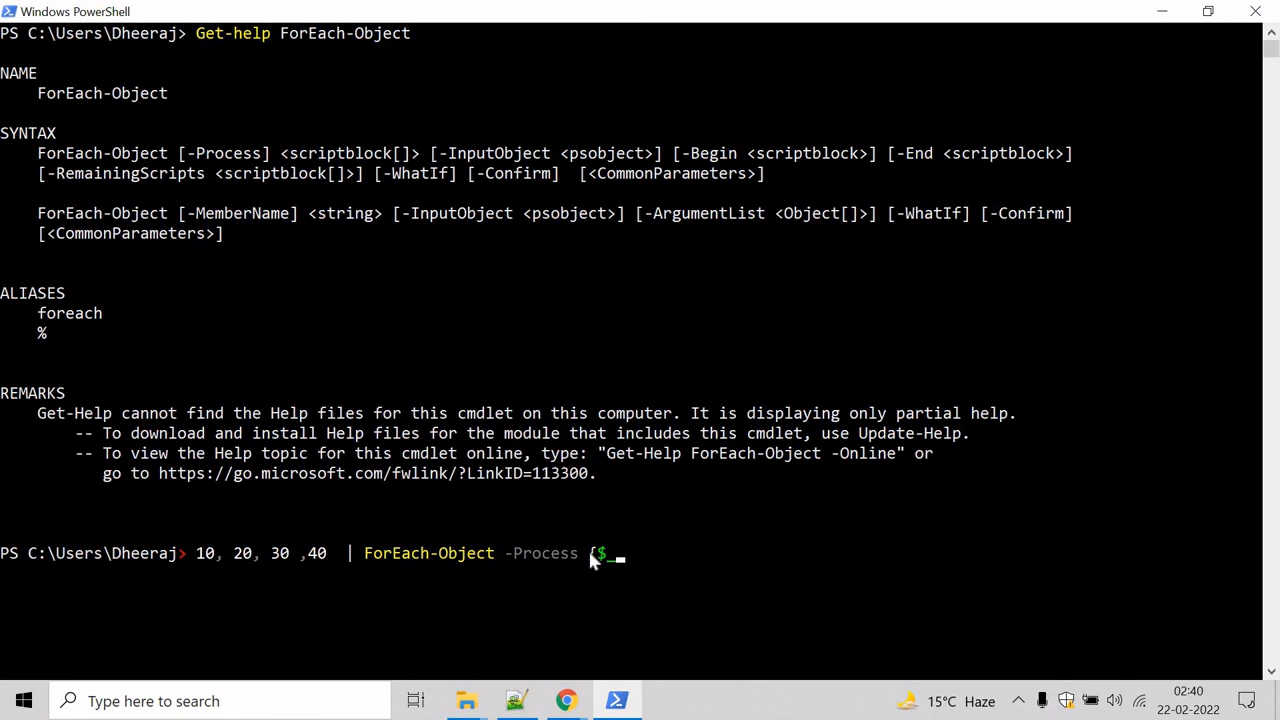 Windows PowerShell
PS C:\Users\Dheeraj> Get-help ForEach-Object
NAME
ForEach-Object
SYNTAX
ForEach-Object [-Process] <scriptblock[]> [-InputObject <psobject>] [-Begin <scriptblock>] [-End <scriptblock>]
[-RemainingScripts <scriptblock[]>] [-WhatIf] [-Confirm]  [<CommonParameters>]
ForEach-Object [-MemberName] <string> [-InputObject <psobject>] [-ArgumentList <Object[]>] [-WhatIf] [-Confirm]
[<CommonParameters>]
ALIASES
foreach
%
REMARKS
Get-Help cannot find the Help files for this cmdlet on this computer. It is displaying only partial help.
-- To download and install Help files for the module that includes this cmdlet, use Update-Help.
-- To view the Help topic for this cmdlet online, type: "Get-Help ForEach-Object -Online" or
go to https://go.microsoft.com/fwlink/?LinkID=113300.
PS C:\Users\Dheeraj> 10, 20, 30 ,40  | ForEach-Object -Process {$_
Type here to search
15°C Haze
02:40
22-02-2022